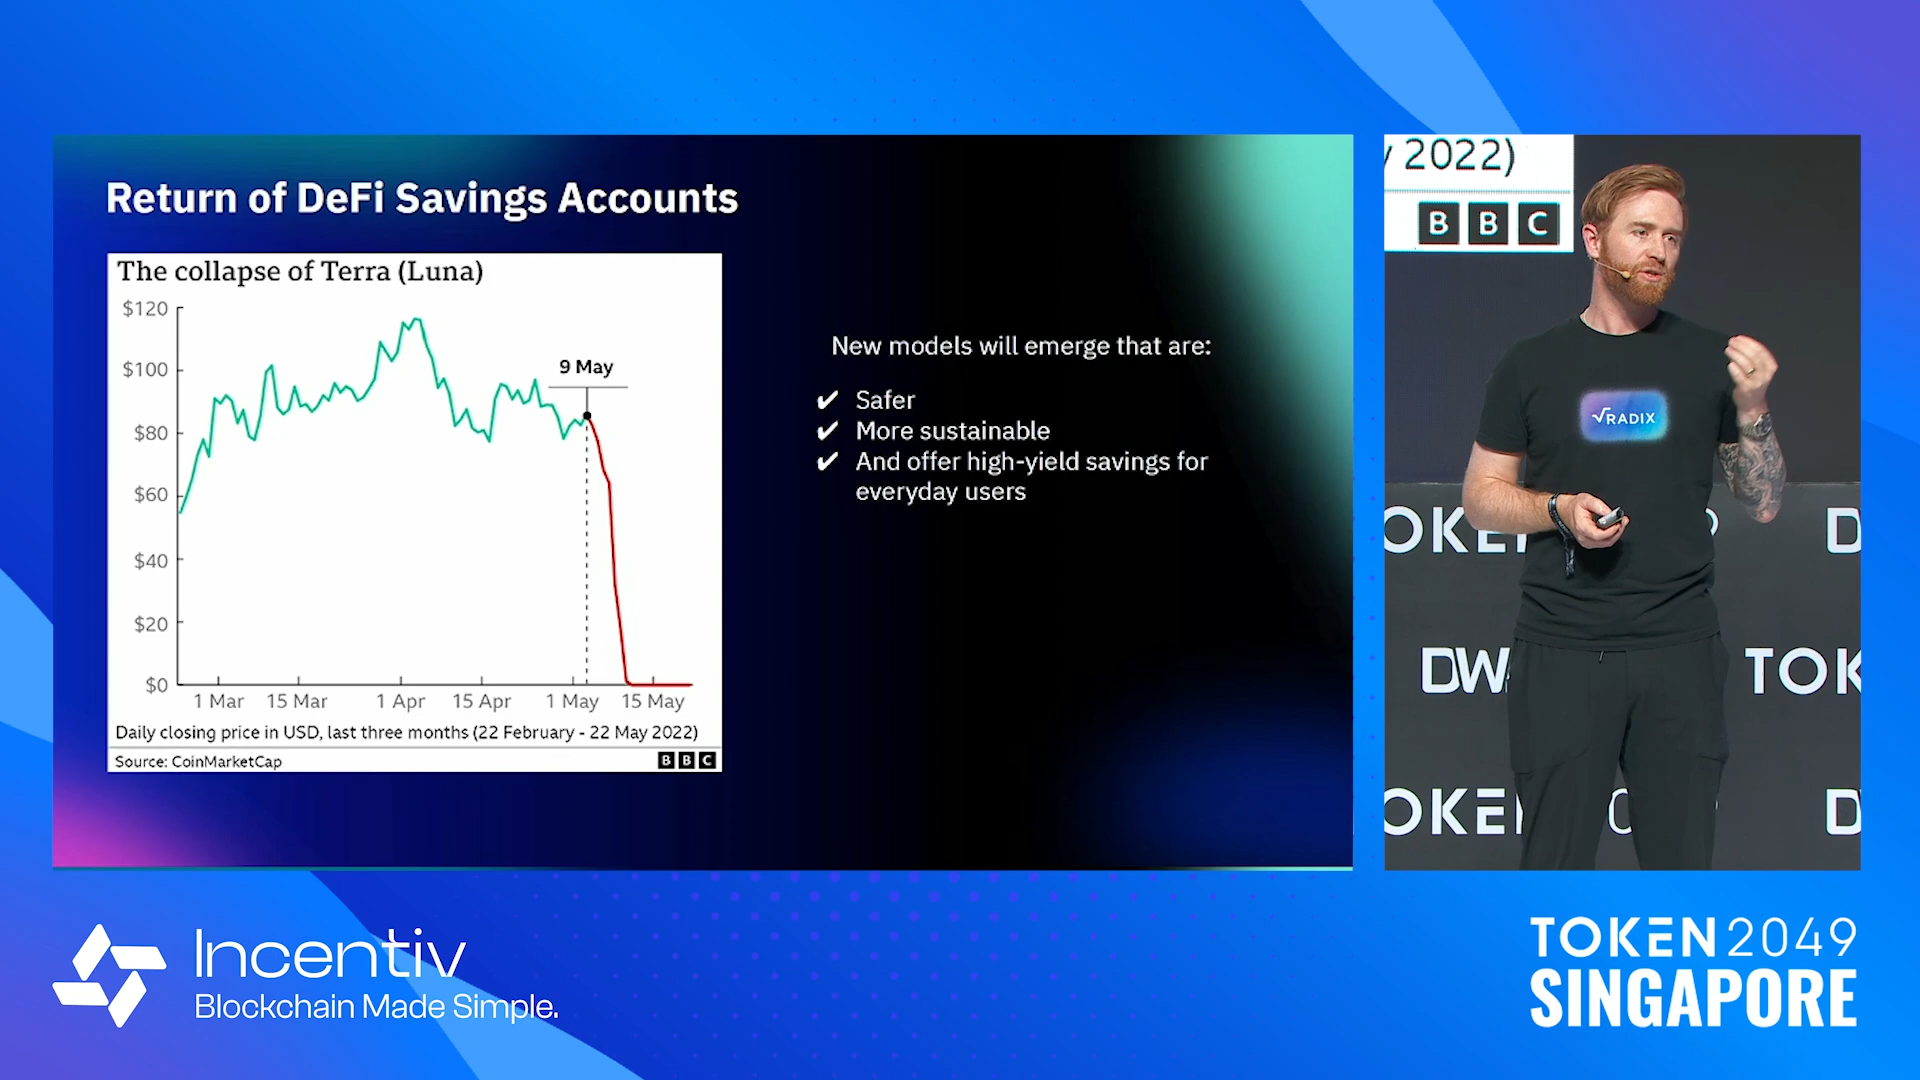 Return of DeFi Savings Accounts
The collapse of Terra (Luna)
$120
$100
$80
$60
$40
$20
$0
9 May
1 Mar
15 Mar
1 Apr
15 Apr
1 May
15 May
Daily closing price in USD, last three months (22 February - 22 May 2022)
Source: CoinMarketCap
BBC
New models will emerge that are:
✔ Safer
✔ More sustainable
✔ And offer high-yield savings for
everyday users
2022)
BBC
√RADIX
DW
TOK
Incentiv
Blockchain Made Simple.
TOKEN2049
SINGAPORE